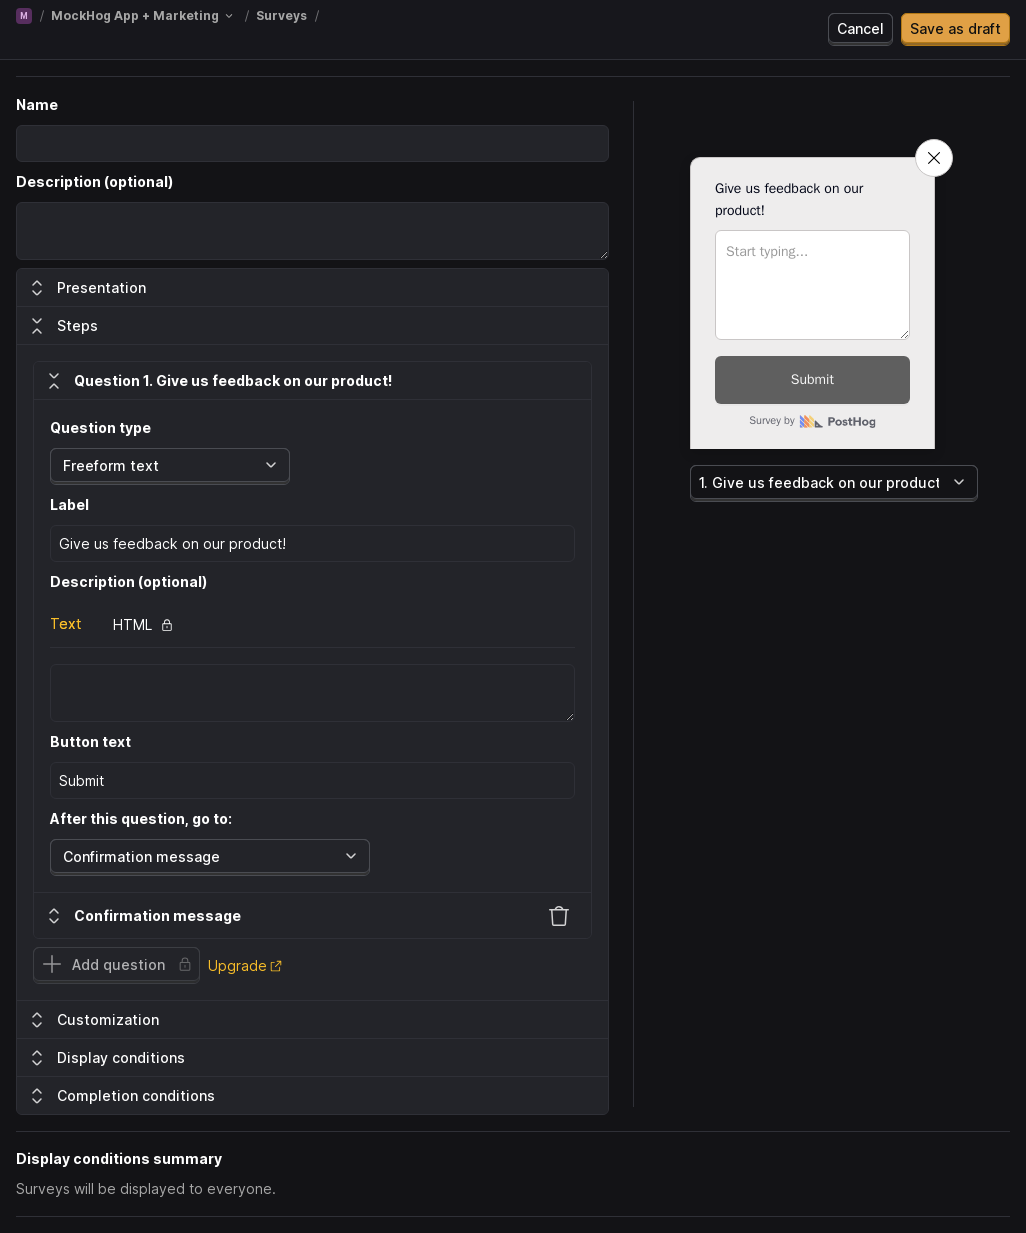 M / MockHog App + Marketing / Surveys /
Cancel
Save as draft
Name
Description (optional)
Presentation
Steps
Question 1. Give us feedback on our product!
Question type
Freeform text
Label
Give us feedback on our product!
Description (optional)
Text
HTML
Button text
Submit
After this question, go to:
Confirmation message
Confirmation message
Add question
Upgrade
Customization
Display conditions
Completion conditions
Give us feedback on our
product!
Start typing...
Submit
Survey by PostHog
1. Give us feedback on our product
Display conditions summary
Surveys will be displayed to everyone.